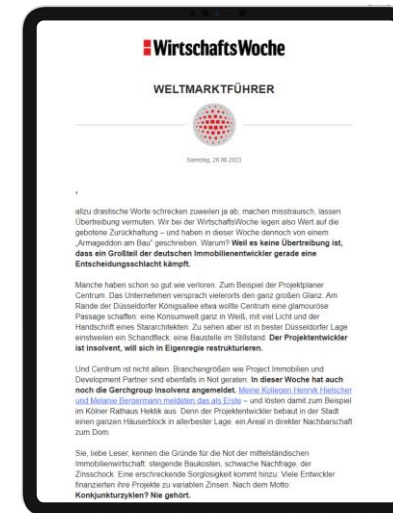 WirtschaftsWoche
WELTMARKTFÜHRER
Samstag, 26.08.2023
,
allzu drastische Worte schrecken zuweilen ja ab, machen misstrauisch, lassen
Übertreibung vermuten. Wir bei der WirtschaftsWoche legen also Wert auf die
gebotene Zurückhaltung – und haben in dieser Woche dennoch von einem
„Armageddon am Bau" geschrieben. Warum? Weil es keine Übertreibung ist,
dass ein Großteil der deutschen Immobilienentwickler gerade eine
Entscheidungsschlacht kämpft.
Manche haben schon so gut wie verloren. Zum Beispiel der Projektplaner
Centrum. Das Unternehmen versprach vielerorts den ganz großen Glanz. Am
Rande der Düsseldorfer Königsallee etwa wollte Centrum eine glamouröse
Passage schaffen: eine Konsumwelt ganz in Weiß, mit viel Licht und der
Handschrift eines Stararchitekten. Zu sehen aber ist in bester Düsseldorfer Lage
einstweilen ein Schandfleck: eine Baustelle im Stillstand. Der Projektentwickler
ist insolvent, will sich in Eigenregie restrukturieren.
Und Centrum ist nicht allein. Branchengrößen wie Project Immobilien und
Development Partner sind ebenfalls in Not geraten. In dieser Woche hat auch
noch die Gerchgroup Insolvenz angemeldet. Meine Kollegen Henryk Hielscher
und Melanie Bergermann meldeten das als Erste – und lösten damit zum Beispiel
im Kölner Rathaus Hektik aus. Denn der Projektentwickler bebaut in der Stadt
einen ganzen Häuserblock in allerbester Lage: ein Areal in direkter Nachbarschaft
zum Dom.
Sie, liebe Leser, kennen die Gründe für die Not der mittelständischen
Immobilienwirtschaft: steigende Baukosten, schwache Nachfrage, der
Zinsschock. Eine erschreckende Sorglosigkeit kommt hinzu: Viele Entwickler
finanzierten ihre Projekte zu variablen Zinsen. Nach dem Motto:
Konjunkturzyklen? Nie gehört.